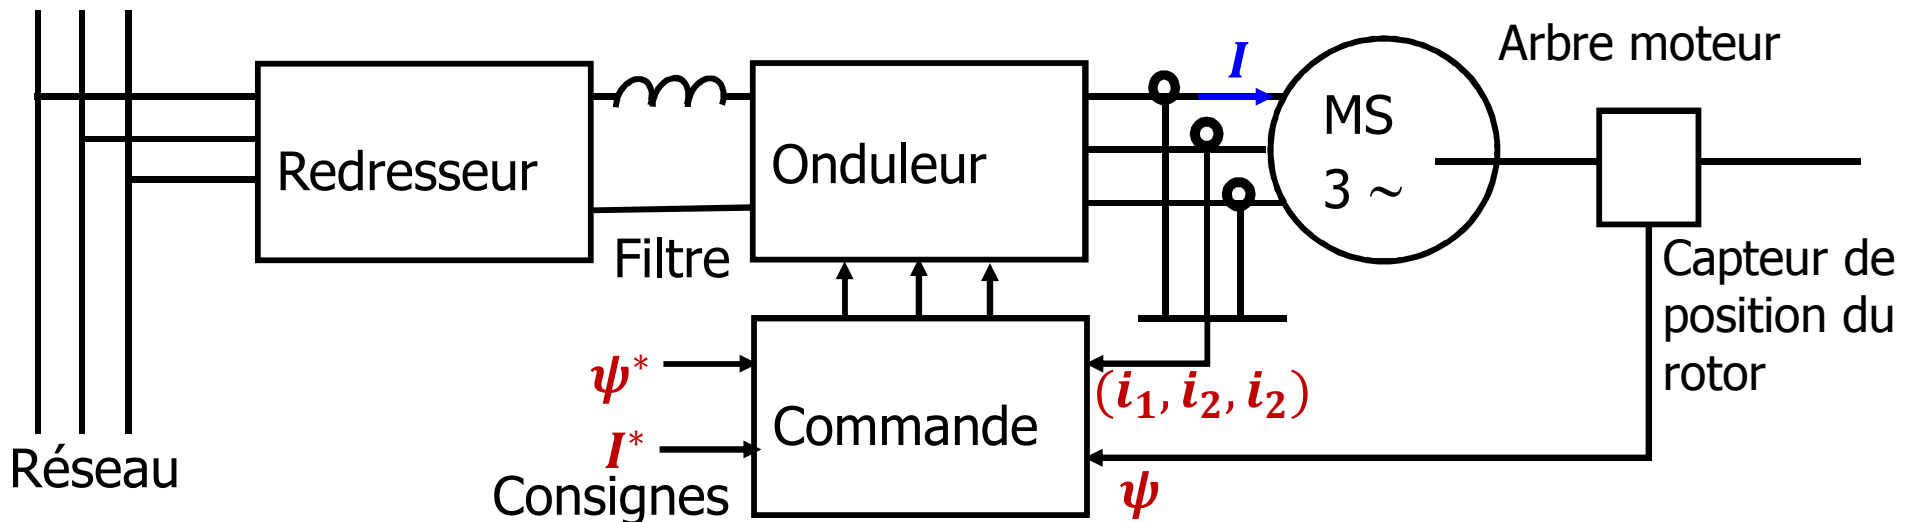 Arbre moteur
I
MS
3 ~
Redresseur
Onduleur
Filtre
Capteur de
position du
rotor
ψ*
(i₁, i₂, i₂)
Commande
I*
Réseau
Consignes
ψ